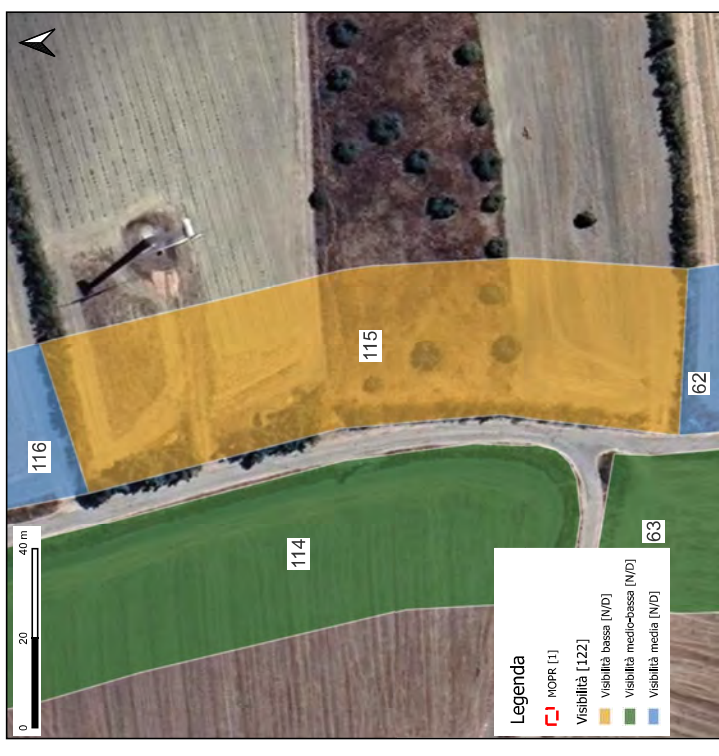 116
115
62
114
63
0 20 40 m
Legenda
MOPR [1]
Visibilità [122]
Visibilità bassa [N/D]
Visibilità medio-bassa [N/D]
Visibilità media [N/D]